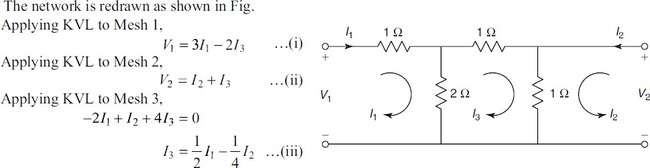 The network is redrawn as shown in Fig.
Applying KVL to Mesh 1,
V₁ = 3I₁ − 2I₃ ...(i)
Applying KVL to Mesh 2,
V₂ = I₂ + I₃ ...(ii)
Applying KVL to Mesh 3,
−2I₁ + I₂ + 4I₃ = 0
I₃ = 1/2 I₁ − 1/4 I₂ ...(iii)
I₁ 1 Ω 1 Ω I₂
+ +
V₁ 2 Ω 1 Ω V₂
I₁ I₃ I₂
− −